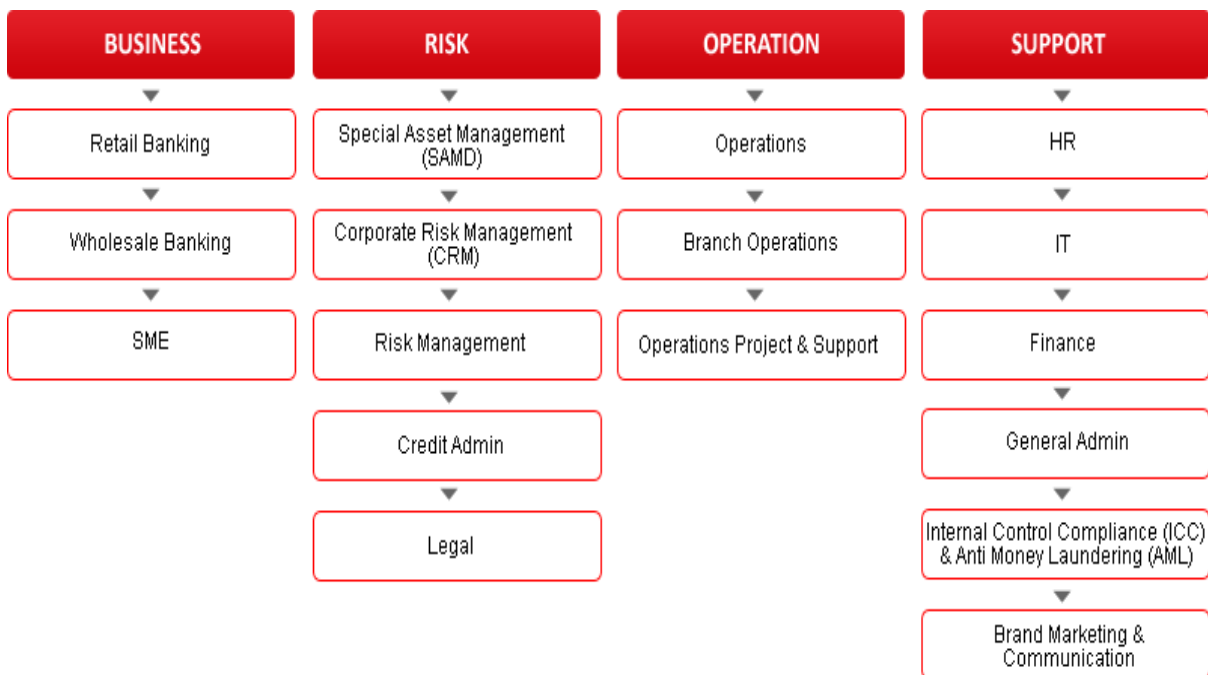 BUSINESS
Retail Banking
Wholesale Banking
SME
RISK
Special Asset Management
(SAMD)
Corporate Risk Management
(CRM)
Risk Management
Credit Admin
Legal
OPERATION
Operations
Branch Operations
Operations Project & Support
SUPPORT
HR
IT
Finance
General Admin
Internal Control Compliance (ICC)
& Anti Money Laundering (AML)
Brand Marketing &
Communication